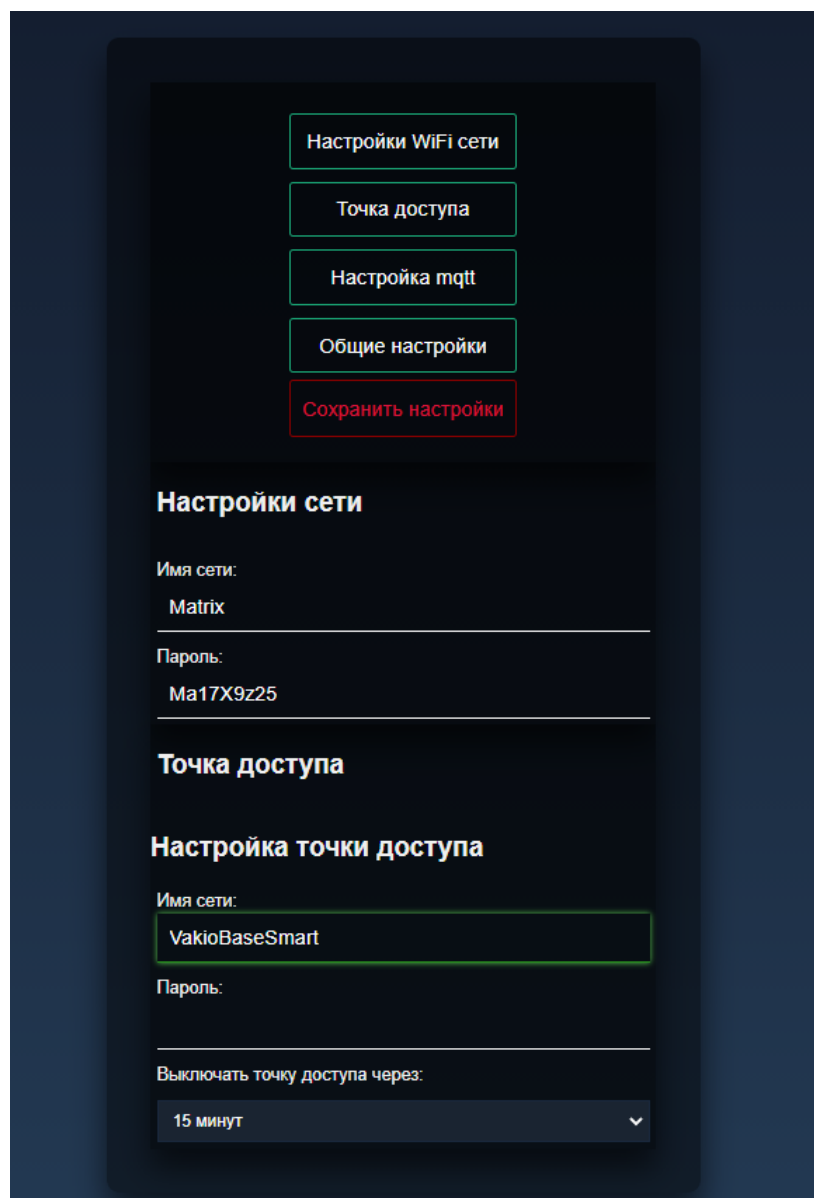 Настройки WiFi сети
Точка доступа
Настройка mqtt
Общие настройки
Сохранить настройки
Настройки сети
Имя сети:
Matrix
Пароль:
Ma17X9z25
Точка доступа
Настройка точки доступа
Имя сети:
VakioBaseSmart
Пароль:
Выключать точку доступа через:
15 минут